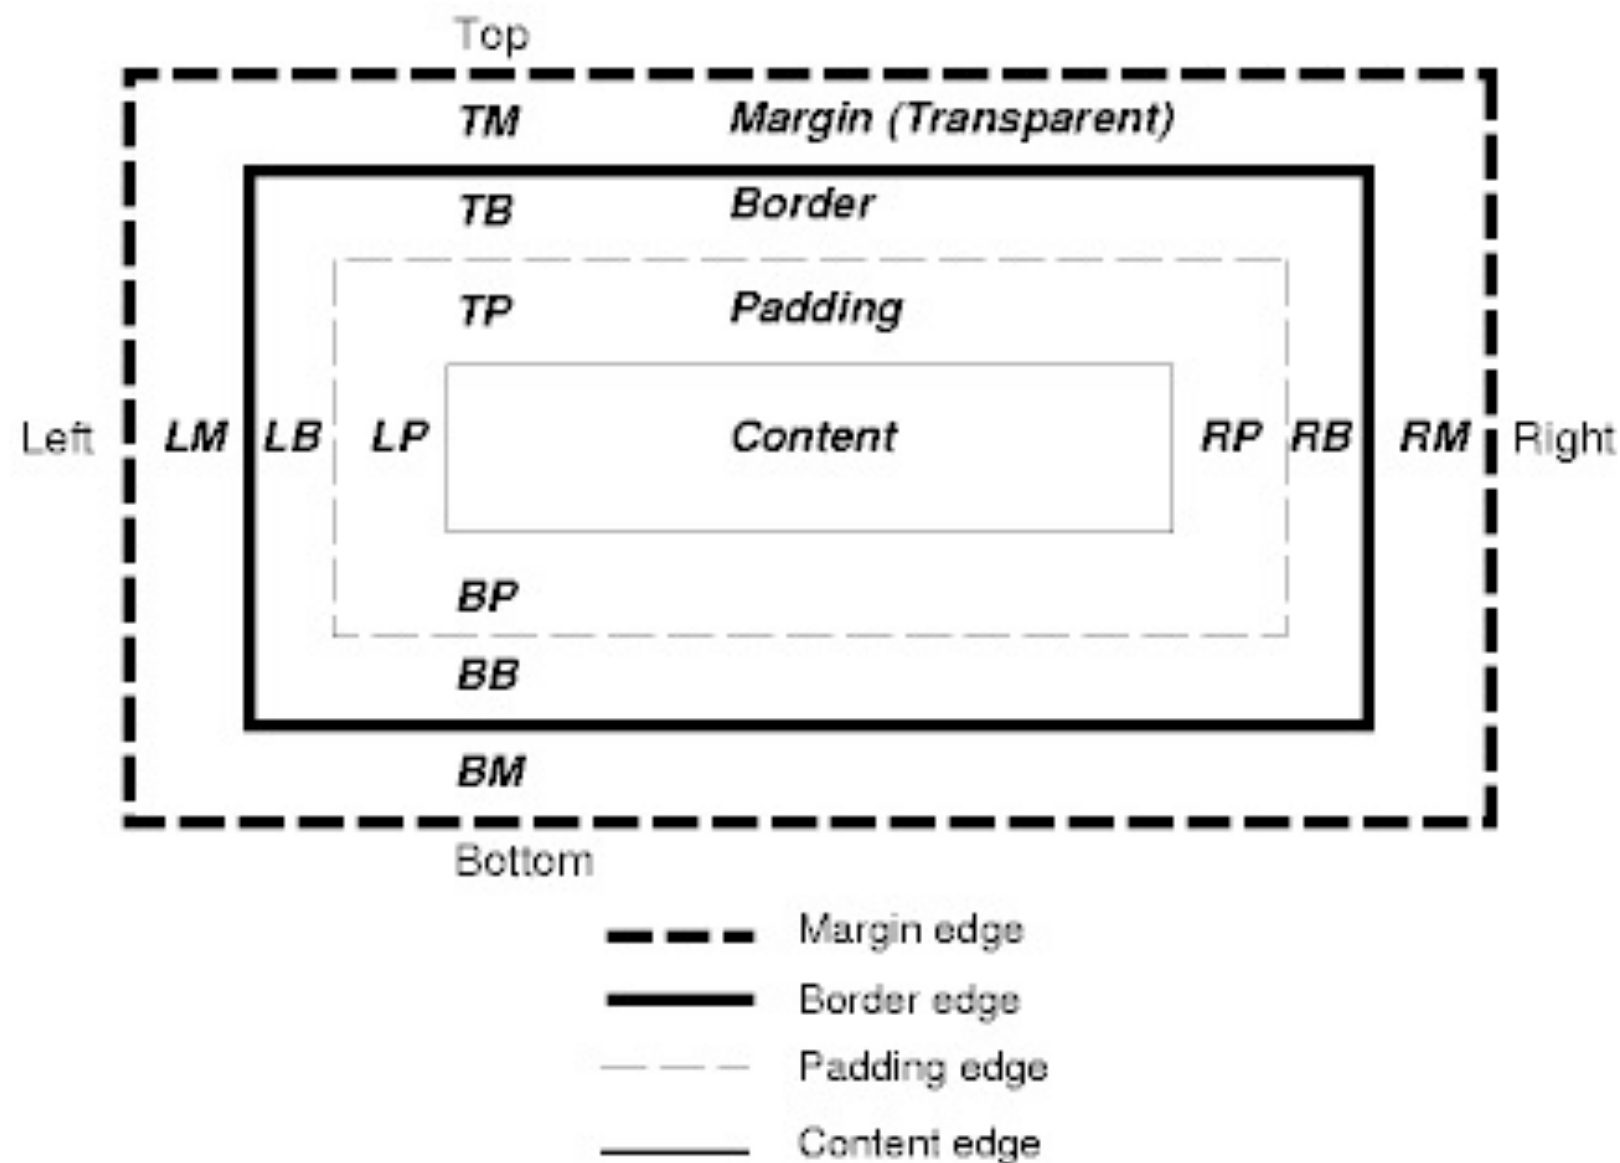 Top
TM Margin (Transparent)
TB Border
TP Padding
Left LM LB LP Content RP RB RM Right
BP
BB
BM
Bottom
Margin edge
Border edge
Padding edge
Content edge